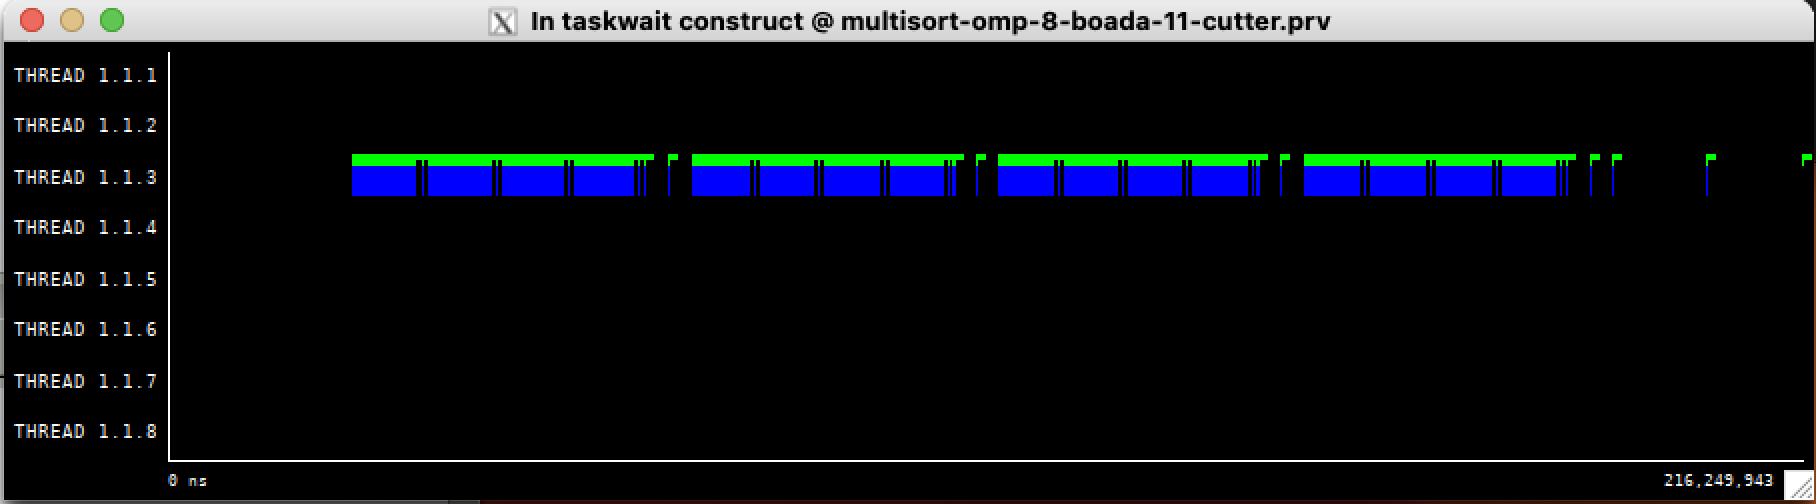 In taskwait construct @ multisort-omp-8-boada-11-cutter.prv
THREAD 1.1.1
THREAD 1.1.2
THREAD 1.1.3
THREAD 1.1.4
THREAD 1.1.5
THREAD 1.1.6
THREAD 1.1.7
THREAD 1.1.8
0 ns 216,249,943